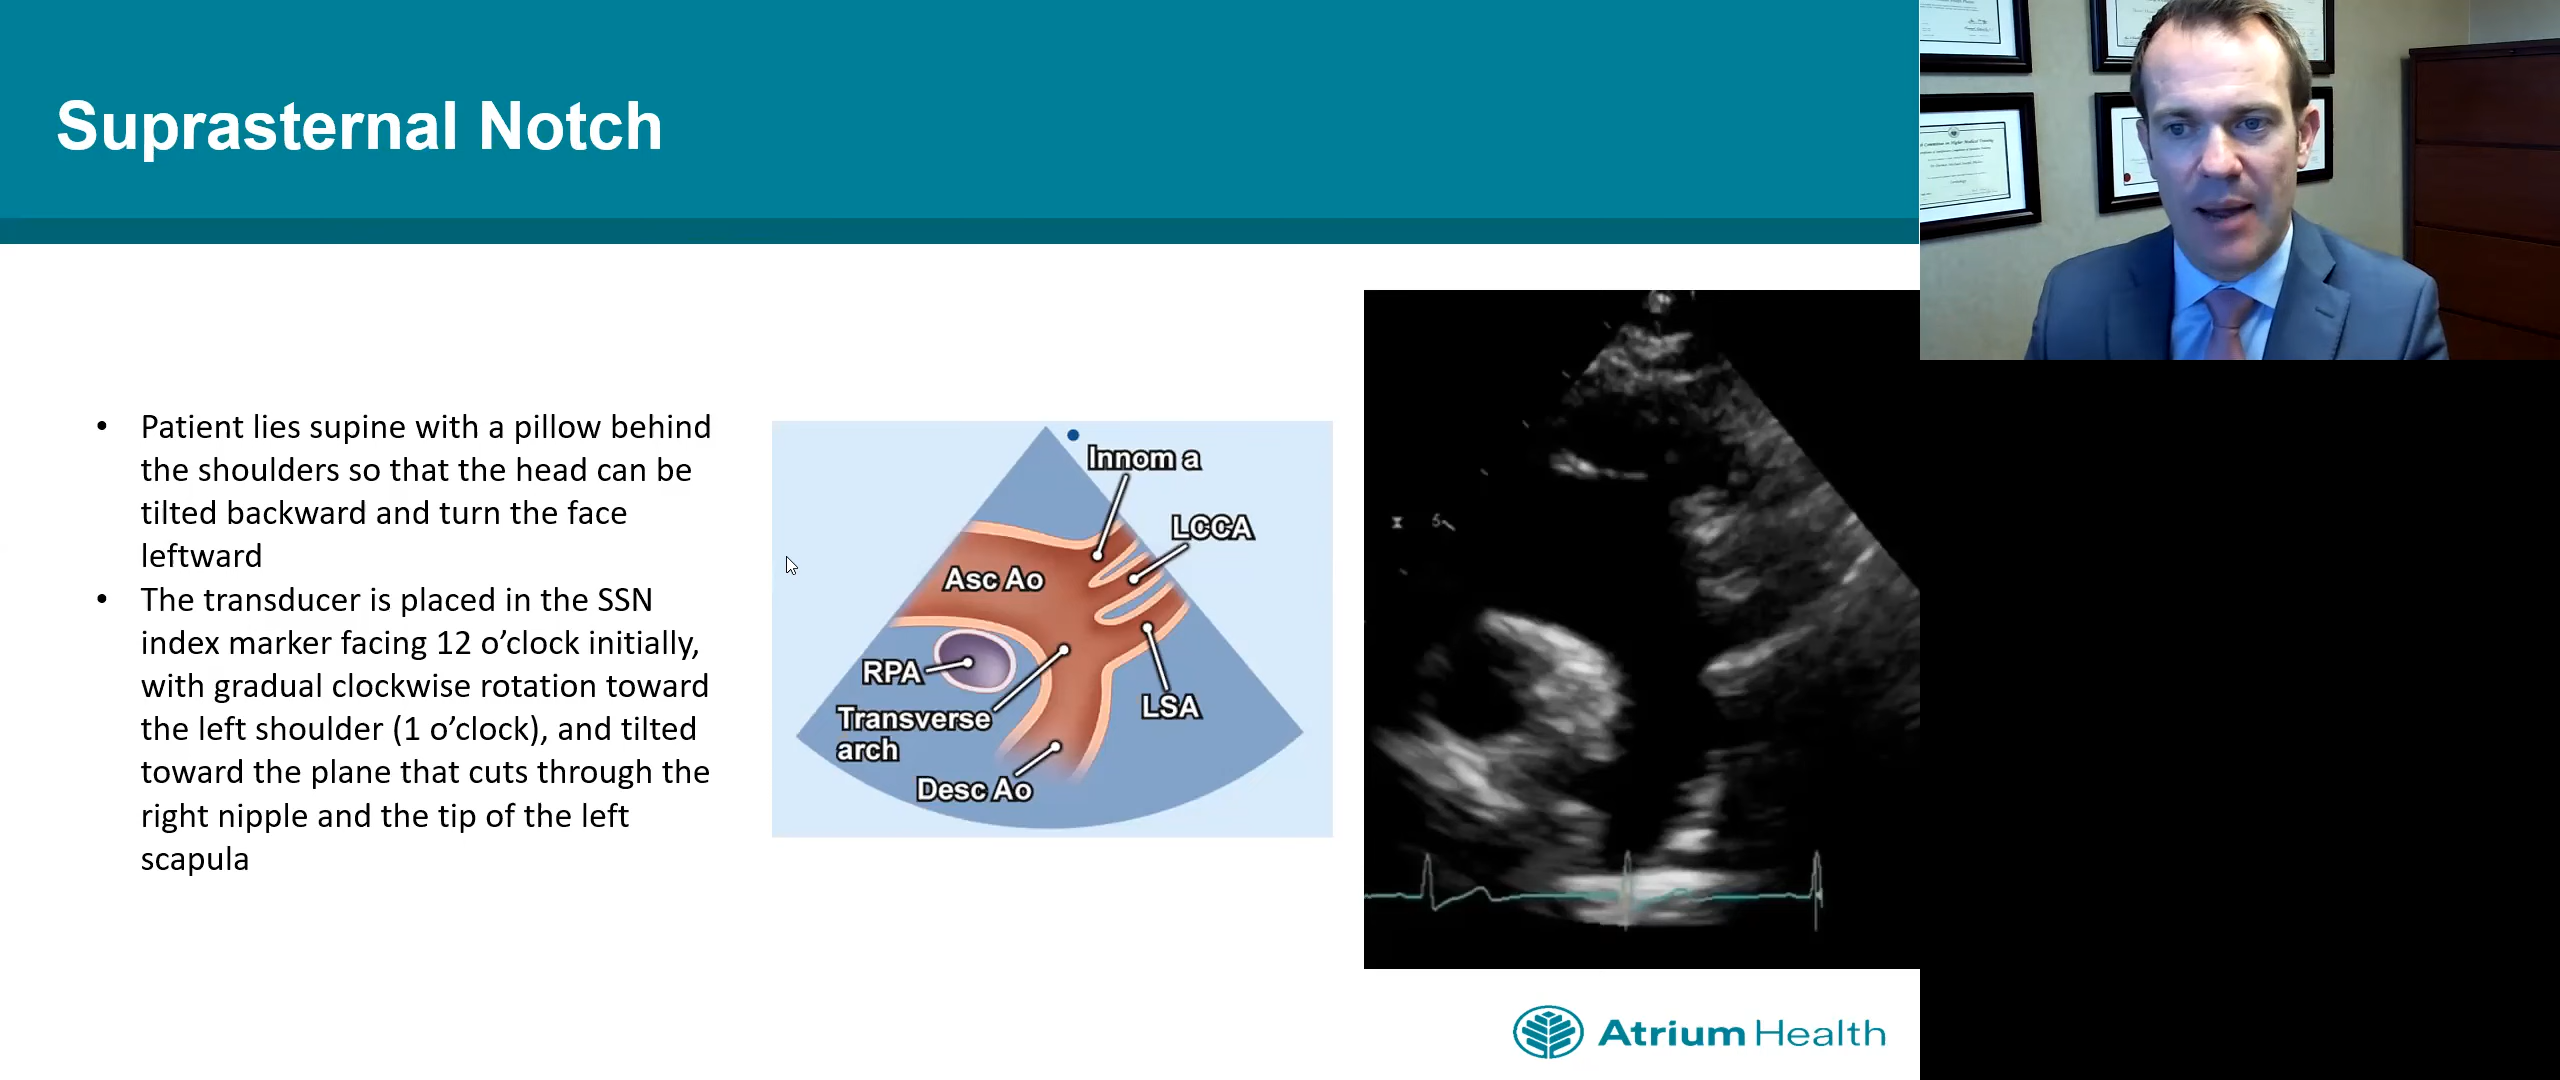 Suprasternal Notch
• Patient lies supine with a pillow behind
the shoulders so that the head can be
tilted backward and turn the face
leftward
• The transducer is placed in the SSN
index marker facing 12 o’clock initially,
with gradual clockwise rotation toward
the left shoulder (1 o’clock), and tilted
toward the plane that cuts through the
right nipple and the tip of the left
scapula
Innom a
LCCA
Asc Ao
RPA
LSA
Transverse
arch
Desc Ao
5
Atrium Health